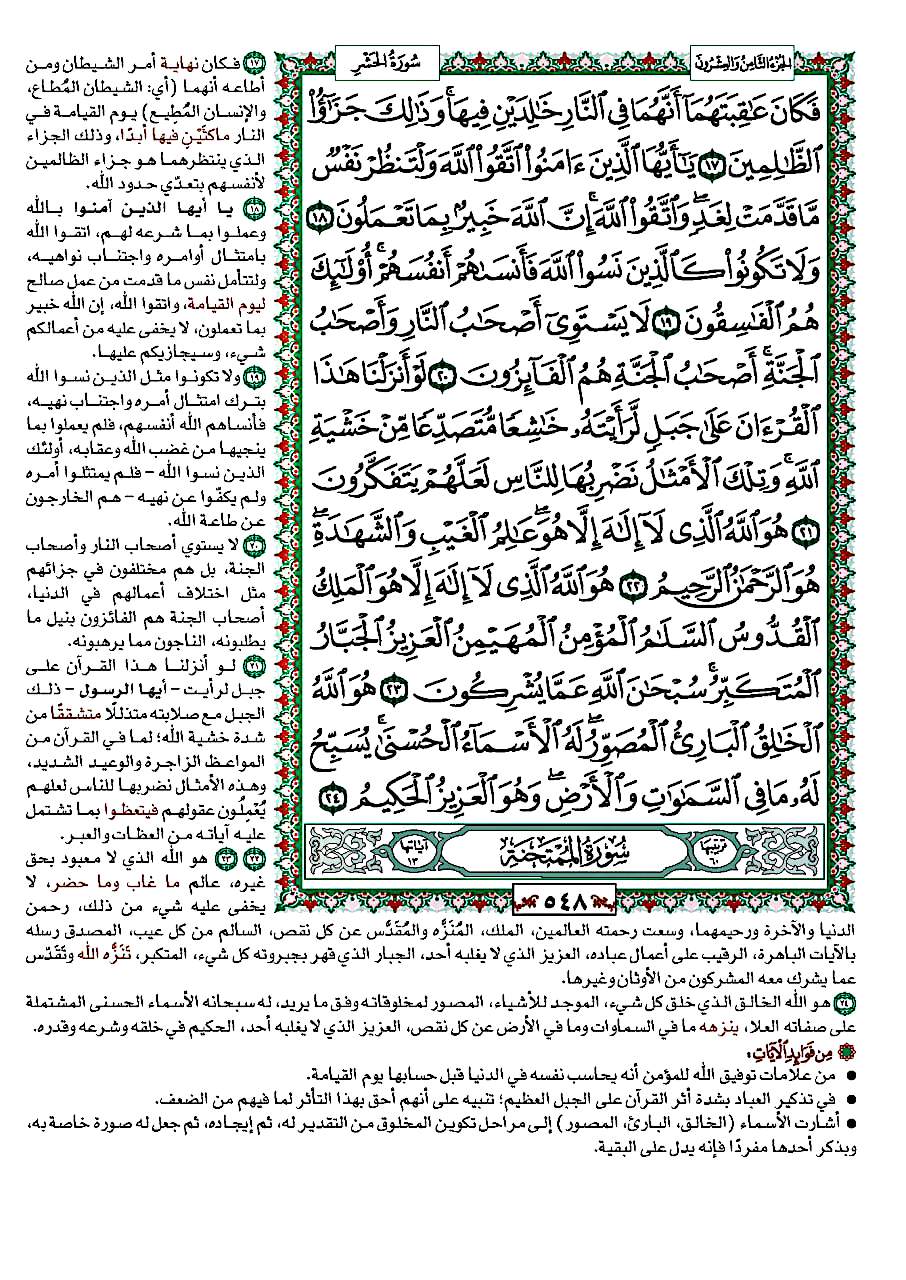 الجزء الثامن والعشرون
سورة الحشر
فَكَانَ عَٰقِبَتَهُمَآ أَنَّهُمَا فِي ٱلنَّارِ خَٰلِدَيْنِ فِيهَاۚ وَذَٰلِكَ جَزَٰٓؤُاْ
ٱلظَّٰلِمِينَ ١٧ يَٰٓأَيُّهَا ٱلَّذِينَ ءَامَنُواْ ٱتَّقُواْ ٱللَّهَ وَلْتَنظُرْ نَفْسٌ
مَّا قَدَّمَتْ لِغَدٍۖ وَٱتَّقُواْ ٱللَّهَۚ إِنَّ ٱللَّهَ خَبِيرُۢ بِمَا تَعْمَلُونَ ١٨
وَلَا تَكُونُواْ كَٱلَّذِينَ نَسُواْ ٱللَّهَ فَأَنسَىٰهُمْ أَنفُسَهُمْۚ أُوْلَٰٓئِكَ
هُمُ ٱلْفَٰسِقُونَ ١٩ لَا يَسْتَوِيٓ أَصْحَٰبُ ٱلنَّارِ وَأَصْحَٰبُ
ٱلْجَنَّةِۚ أَصْحَٰبُ ٱلْجَنَّةِ هُمُ ٱلْفَآئِزُونَ ٢٠ لَوْ أَنزَلْنَا هَٰذَا
ٱلْقُرْءَانَ عَلَىٰ جَبَلٍ لَّرَأَيْتَهُۥ خَٰشِعًا مُّتَصَدِّعًا مِّنْ خَشْيَةِ
ٱللَّهِۚ وَتِلْكَ ٱلْأَمْثَٰلُ نَضْرِبُهَا لِلنَّاسِ لَعَلَّهُمْ يَتَفَكَّرُونَ
٢١ هُوَ ٱللَّهُ ٱلَّذِي لَآ إِلَٰهَ إِلَّا هُوَۖ عَٰلِمُ ٱلْغَيْبِ وَٱلشَّهَٰدَةِۖ
هُوَ ٱلرَّحْمَٰنُ ٱلرَّحِيمُ ٢٢ هُوَ ٱللَّهُ ٱلَّذِي لَآ إِلَٰهَ إِلَّا هُوَ ٱلْمَلِكُ
ٱلْقُدُّوسُ ٱلسَّلَٰمُ ٱلْمُؤْمِنُ ٱلْمُهَيْمِنُ ٱلْعَزِيزُ ٱلْجَبَّارُ
ٱلْمُتَكَبِّرُۚ سُبْحَٰنَ ٱللَّهِ عَمَّا يُشْرِكُونَ ٢٣ هُوَ ٱللَّهُ
ٱلْخَٰلِقُ ٱلْبَارِئُ ٱلْمُصَوِّرُۖ لَهُ ٱلْأَسْمَآءُ ٱلْحُسْنَىٰۚ يُسَبِّحُ
لَهُۥ مَا فِي ٱلسَّمَٰوَٰتِ وَٱلْأَرْضِۖ وَهُوَ ٱلْعَزِيزُ ٱلْحَكِيمُ ٢٤
ترتيبها ٦٠ سورة الممتحنة آياتها ١٣
٥٤٨
١٧ فكان نهاية أمر الشيطان ومن
أطاعه أنهما (أي: الشيطان المُطاع،
والإنسان المُطِيع) يوم القيامة في
النار ماكثَيْنِ فيها أبدًا، وذلك الجزاء
الذي ينتظرهما هو جزاء الظالمين
لأنفسهم بتعدّي حدود الله.
١٨ يا أيها الذين آمنوا بالله
وعملوا بما شرعه لهم، اتقوا الله
بامتثال أوامره واجتناب نواهيه،
ولتتأمل نفس ما قدمت من عمل صالح
ليوم القيامة، واتقوا الله، إن الله خبير
بما تعملون، لا يخفى عليه من أعمالكم
شيء، وسيجازيكم عليها.
١٩ ولا تكونوا مثل الذين نسوا الله
بترك امتثال أمره واجتناب نهيه،
فأنساهم الله أنفسهم، فلم يعملوا بما
ينجيها من غضب الله وعقابه، أولئك
الذين نسوا الله – فلم يمتثلوا أمره
ولم يكفّوا عن نهيه – هم الخارجون
عن طاعة الله.
٢٠ لا يستوي أصحاب النار وأصحاب
الجنة، بل هم مختلفون في جزائهم
مثل اختلاف أعمالهم في الدنيا،
أصحاب الجنة هم الفائزون بنيل ما
يطلبونه، الناجون مما يرهبونه.
٢١ لو أنزلنا هذا القرآن على
جبل لرأيت – أيها الرسول – ذلك
الجبل مع صلابته متذللًا متشققًا من
شدة خشية الله؛ لما في القرآن من
المواعظ الزاجرة والوعيد الشديد،
وهذه الأمثال نضربها للناس لعلهم
يُعْمِلُون عقولهم فيتعظوا بما تشتمل
عليه آياته من العظات والعبر.
٢٢ ٢٣ هو الله الذي لا معبود بحق
غيره، عالم ما غاب وما حضر، لا
يخفى عليه شيء من ذلك، رحمن
الدنيا والآخرة ورحيمهما، وسعت رحمته العالمين، الملك، المُنَزَّه والمُقَدَّس عن كل نقص، السالم من كل عيب، المصدق رسله
بالآيات الباهرة، الرقيب على أعمال عباده، العزيز الذي لا يغلبه أحد، الجبار الذي قهر بجبروته كل شيء، المتكبر، تَنَزَّه الله وتَقَدّس
عما يشرك معه المشركون من الأوثان وغيرها.
٢٤ هو الله الخالق الذي خلق كل شيء، الموجد للأشياء، المصور لمخلوقاته وفق ما يريد، له سبحانه الأسماء الحسنى المشتملة
على صفاته العلا، ينزهه ما في السماوات وما في الأرض عن كل نقص، العزيز الذي لا يغلبه أحد، الحكيم في خلقه وشرعه وقدره.
من فوائد الآيات:
● من علامات توفيق الله للمؤمن أنه يحاسب نفسه في الدنيا قبل حسابها يوم القيامة.
● في تذكير العباد بشدة أثر القرآن على الجبل العظيم؛ تنبيه على أنهم أحق بهذا التأثر لما فيهم من الضعف.
● أشارت الأسماء (الخالق، البارئ، المصور) إلى مراحل تكوين المخلوق من التقدير له، ثم إيجاده، ثم جعل له صورة خاصة به،
وبذكر أحدها مفردًا فإنه يدل على البقية.